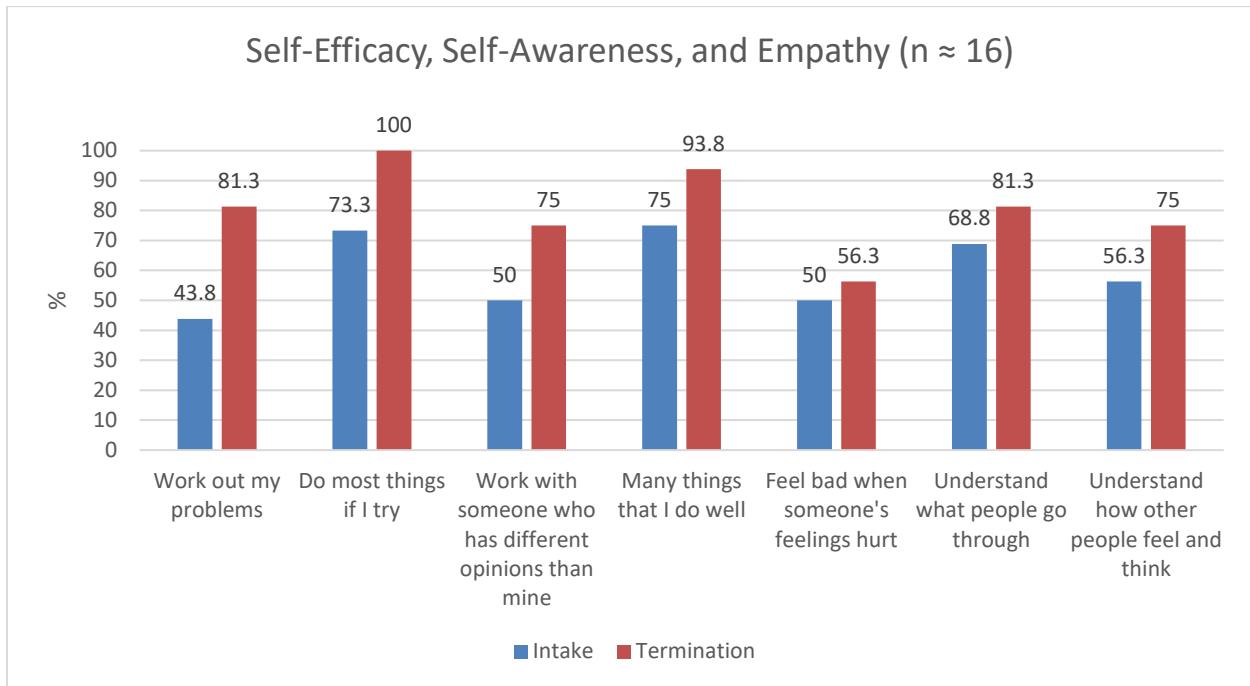 Self-Efficacy, Self-Awareness, and Empathy (n ≈ 16)
%
100
90
80
70
60
50
40
30
20
10
0
43.8
81.3
73.3
100
50
75
75
93.8
50
56.3
68.8
81.3
56.3
75
Work out my
problems
Do most things
if I try
Work with
someone who
has different
opinions than
mine
Many things
that I do well
Feel bad when
someone's
feelings hurt
Understand
what people go
through
Understand
how other
people feel and
think
Intake
Termination